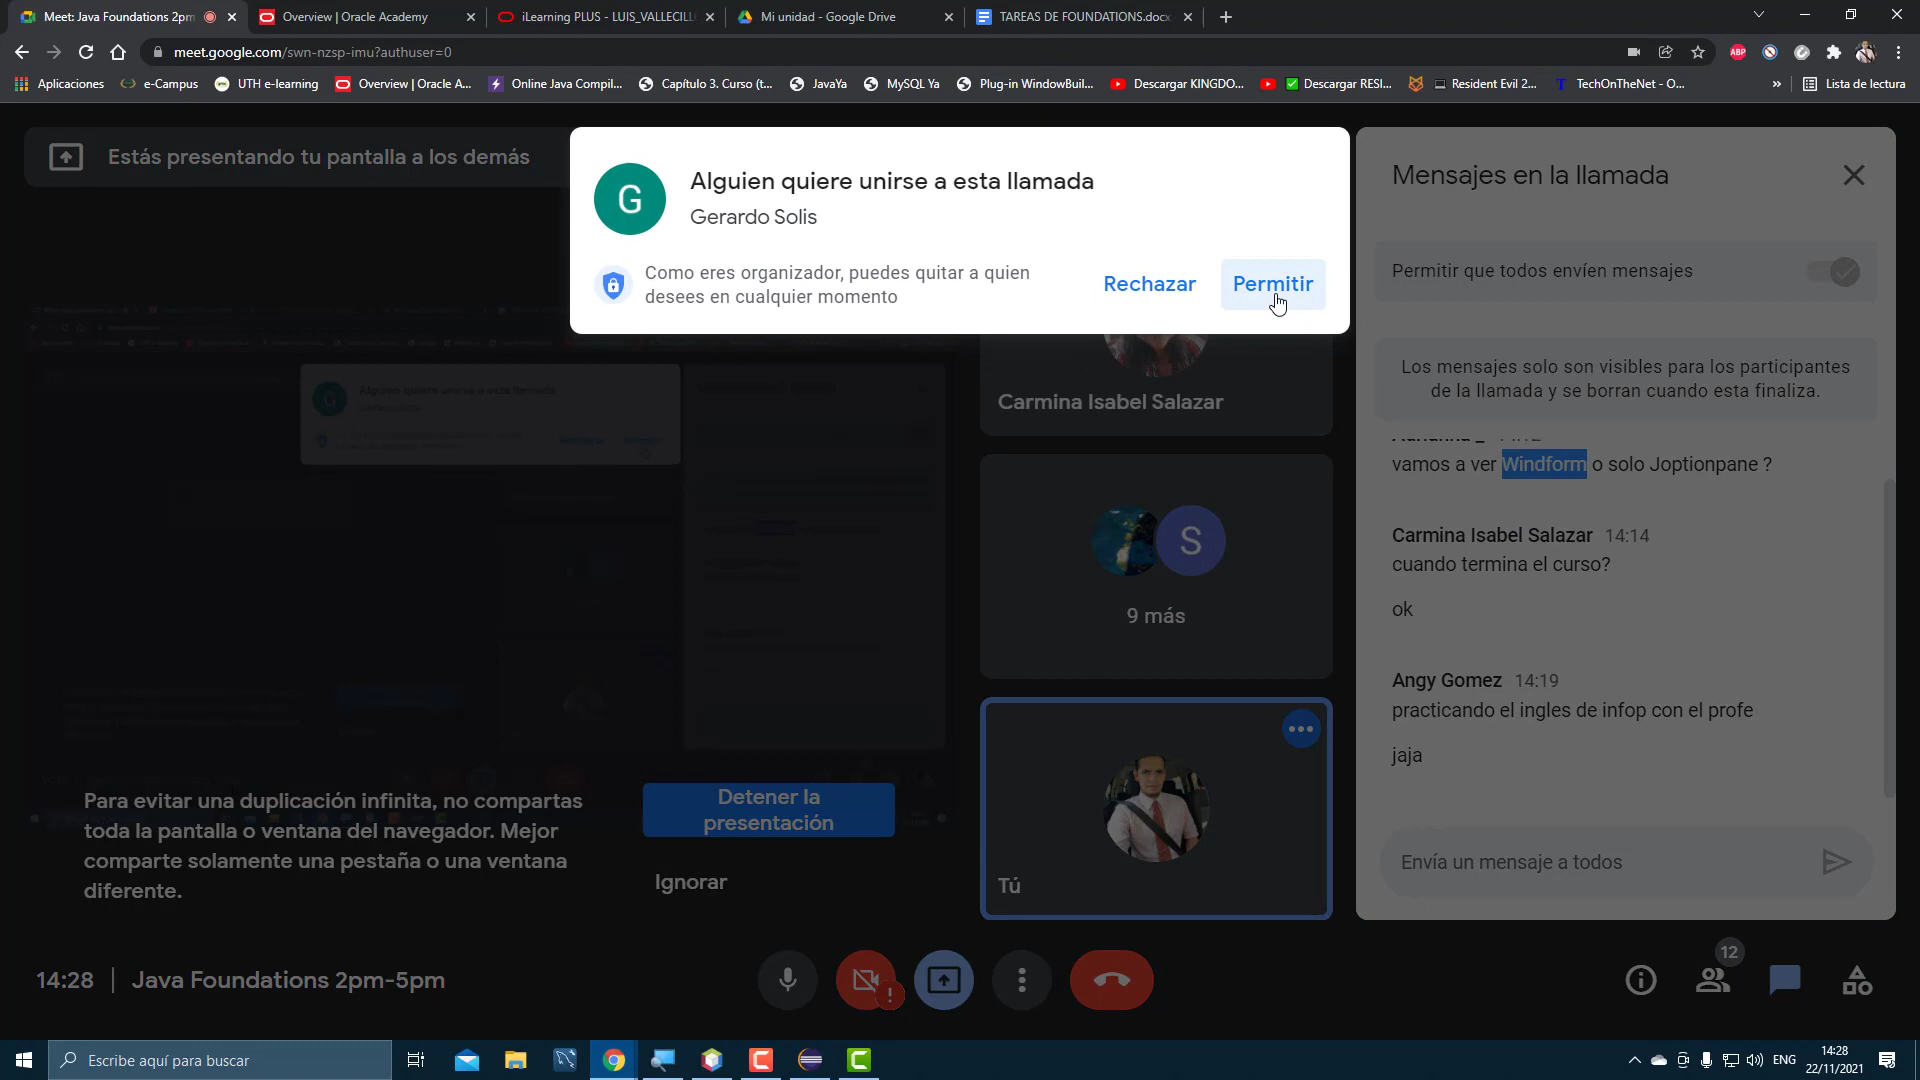 Meet: Java Foundations 2pm
Overview | Oracle Academy
iLearning PLUS - LUIS_VALLECILL
Mi unidad - Google Drive
TAREAS DE FOUNDATIONS.docx
meet.google.com/swn-nzsp-imu?authuser=0
ABP
Aplicaciones
e-Campus
UTH e-learning
Overview | Oracle A...
Online Java Compil...
Capítulo 3. Curso (t...
JavaYa
MySQL Ya
Plug-in WindowBuil...
Descargar KINGDO...
Descargar RESI...
Resident Evil 2...
TechOnTheNet - O...
»
Lista de lectura
Estás presentando tu pantalla a los demás
G
Alguien quiere unirse a esta llamada
Gerardo Solis
Como eres organizador, puedes quitar a quien
desees en cualquier momento
Rechazar
Permitir
Mensajes en la llamada
Permitir que todos envíen mensajes
Los mensajes solo son visibles para los participantes
de la llamada y se borran cuando esta finaliza.
vamos a ver Windform o solo Joptionpane ?
Carmina Isabel Salazar 14:14
cuando termina el curso?
ok
Angy Gomez 14:19
practicando el ingles de infop con el profe
jaja
Envía un mensaje a todos
Carmina Isabel Salazar
S
9 más
Tú
Para evitar una duplicación infinita, no compartas
toda la pantalla o ventana del navegador. Mejor
comparte solamente una pestaña o una ventana
diferente.
Detener la
presentación
Ignorar
14:28 | Java Foundations 2pm-5pm
12
Escribe aquí para buscar
ENG
14:28
22/11/2021